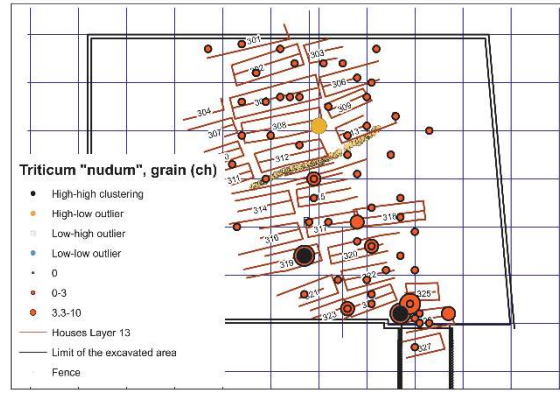 301
303
302
306
304
309
307
308
312
311
314
318
317
316
320
319
322
325
323
327
Triticum "nudum", grain (ch)
High-high clustering
High-low outlier
Low-high outlier
Low-low outlier
0
0-3
3.3-10
Houses Layer 13
Limit of the excavated area
Fence